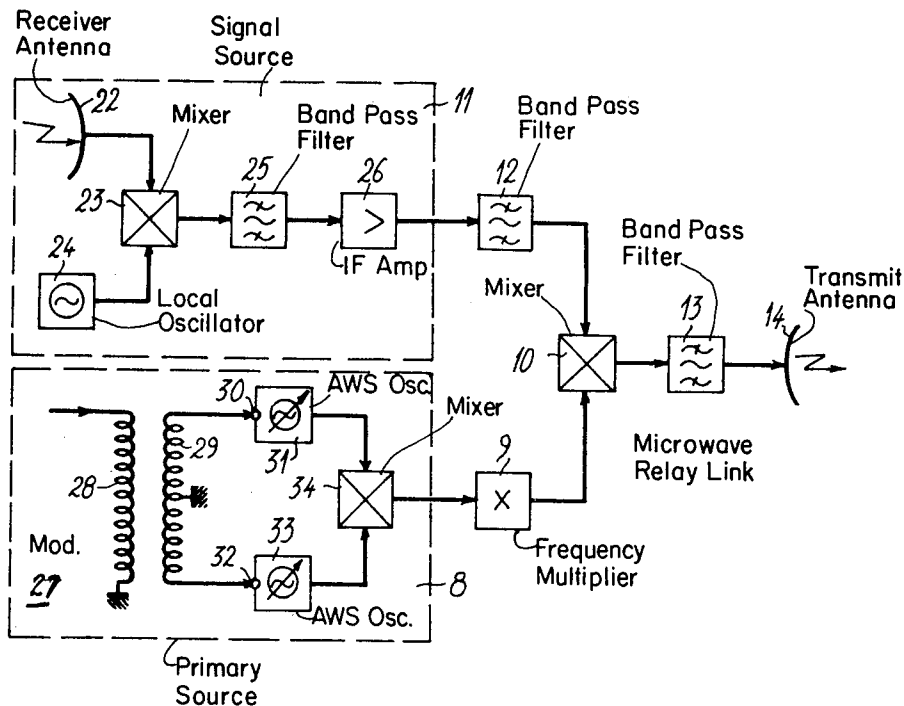 Receiver
Antenna
Signal
Source
22
Mixer
11
Band Pass
Filter
Band Pass
Filter
23
25
26
12
IF Amp
24
Local
Oscillator
Band Pass
Filter
Mixer
Transmit
Antenna
10
13
14
30
AWS Osc.
31
Mixer
28
29
34
9
Microwave
Relay Link
Mod.
27
32
33
AWS Osc.
8
X
Frequency
Multiplier
Primary
Source